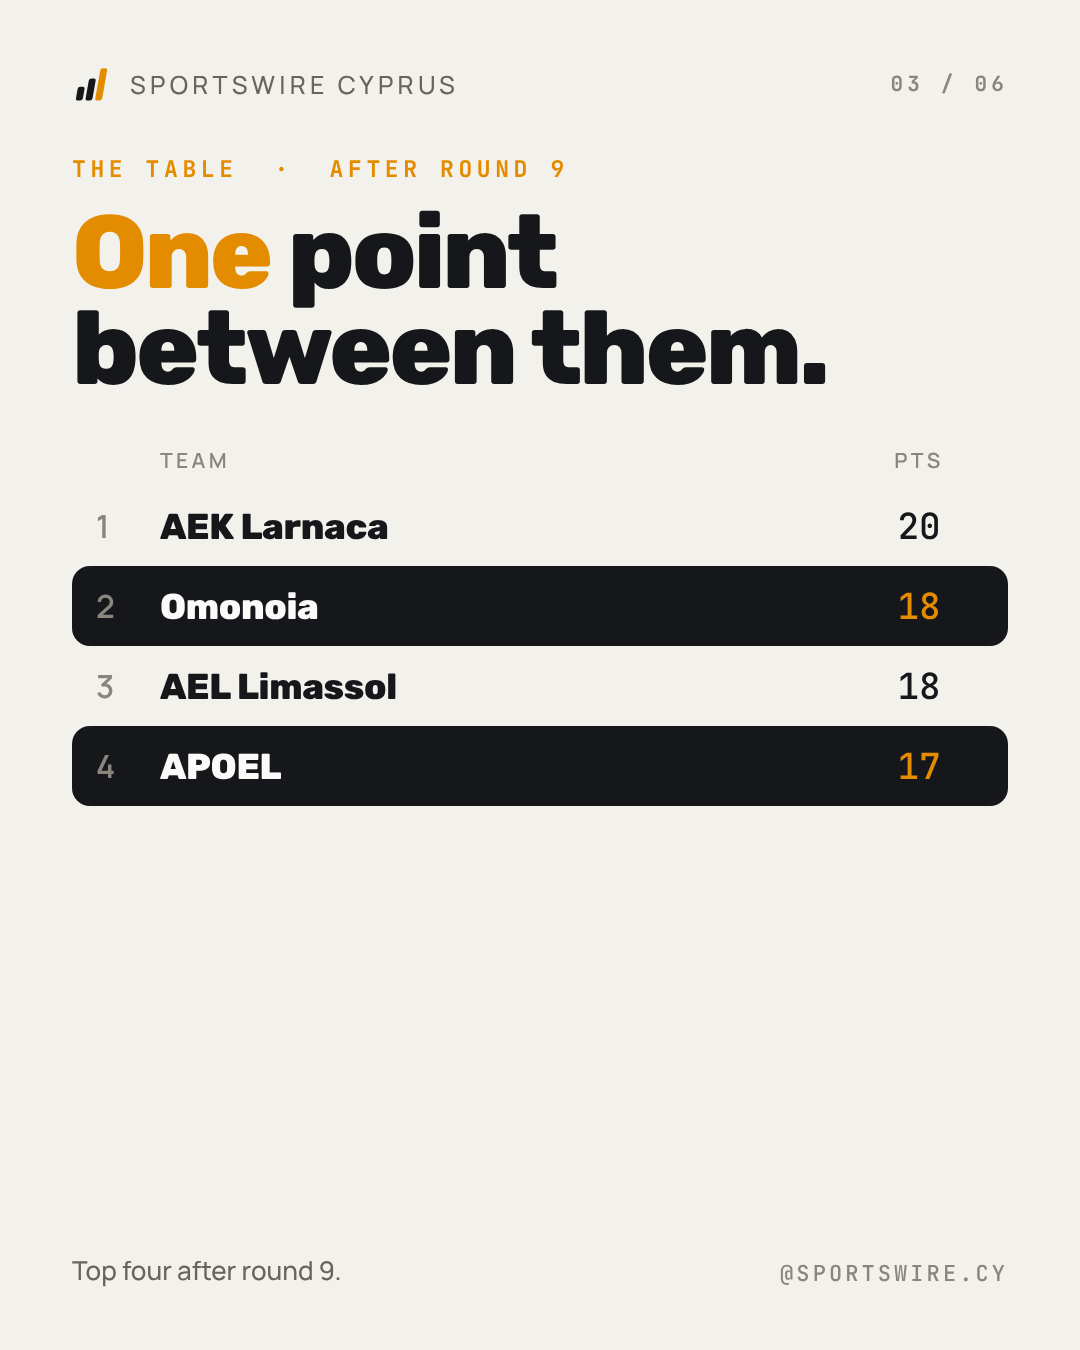 SPORTSWIRE CYPRUS
03 / 06
THE TABLE · AFTER ROUND 9
One point
between them.
TEAM PTS
1 AEK Larnaca 20
2 Omonoia 18
3 AEL Limassol 18
4 APOEL 17
Top four after round 9.
@SPORTSWIRE.CY